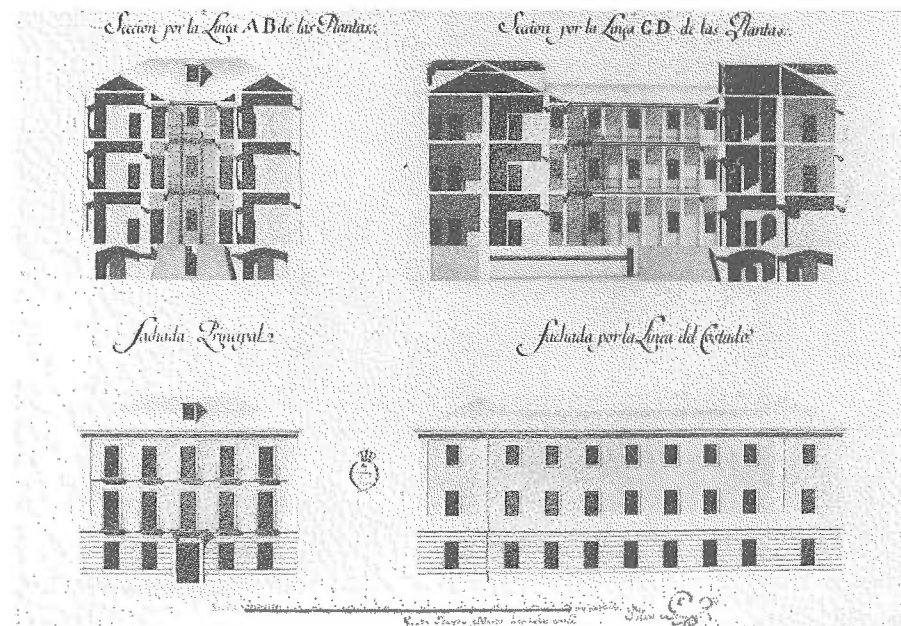 Seccion por la Linea A B de las Plantas.
Seccion por la Linea C D de las Plantas.
Fachada Principal
Fachada por la Linea del Costado